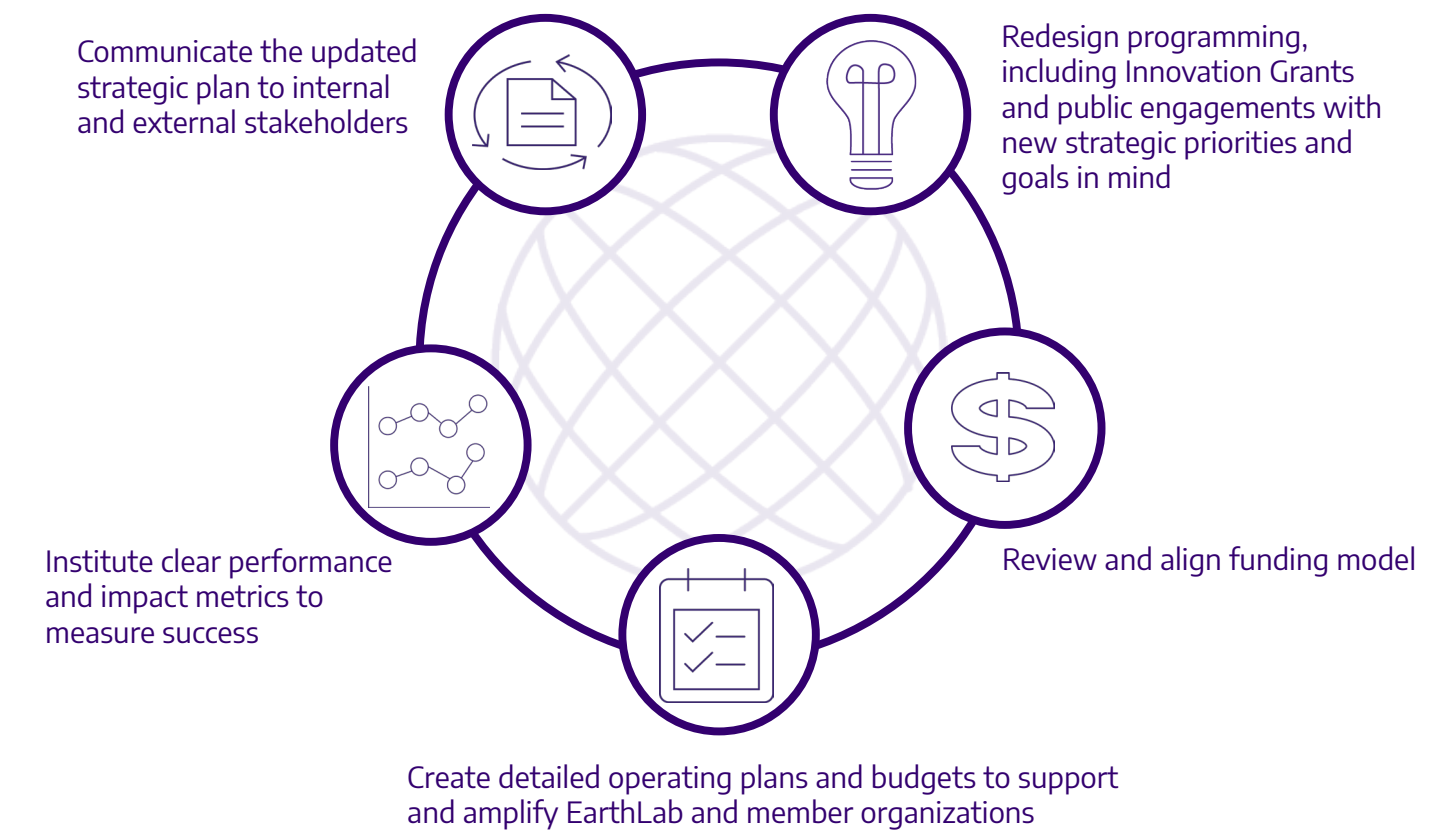 Communicate the updated
strategic plan to internal
and external stakeholders
Redesign programming,
including Innovation Grants
and public engagements with
new strategic priorities and
goals in mind
Review and align funding model
Institute clear performance
and impact metrics to
measure success
Create detailed operating plans and budgets to support
and amplify EarthLab and member organizations